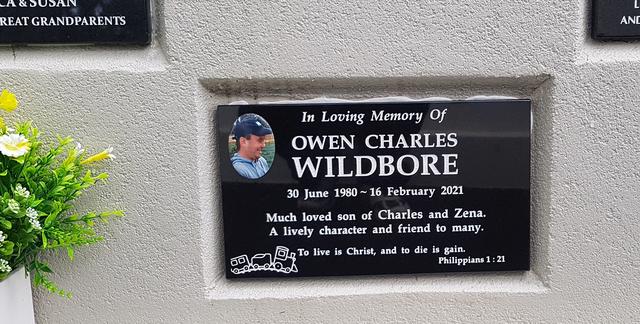 CA & SUSAN
REAT GRANDPARENTS
In Loving Memory Of
OWEN CHARLES
WILDBORE
30 June 1980 ~ 16 February 2021
Much loved son of Charles and Zena.
A lively character and friend to many.
To live is Christ, and to die is gain.
Philippians 1 : 21
L
AND